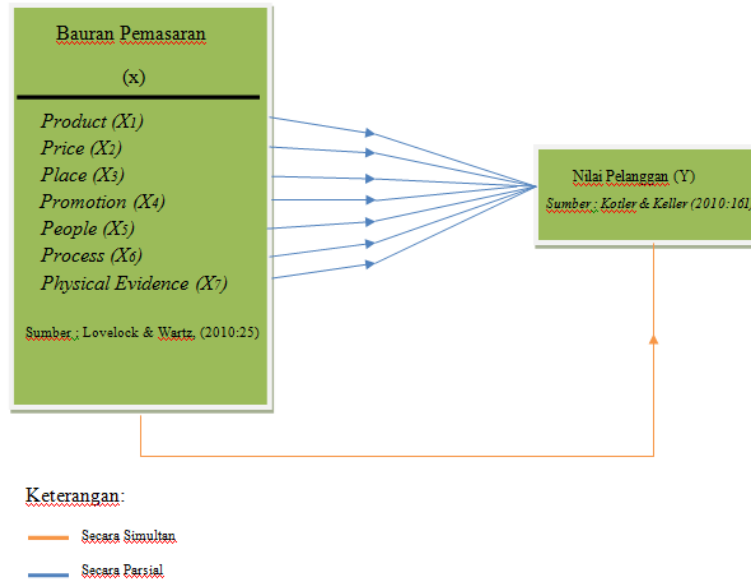 Bauran Pemasaran
(x)
Product (X1)
Price (X2)
Place (X3)
Promotion (X4)
People (X5)
Process (X6)
Physical Evidence (X7)
Sumber ; Lovelock & Wartz, (2010:25)
Nilai Pelanggan (Y)
Sumber ; Kotler & Keller (2010:161)
Keterangan:
Secara Simultan
Secara Parsial